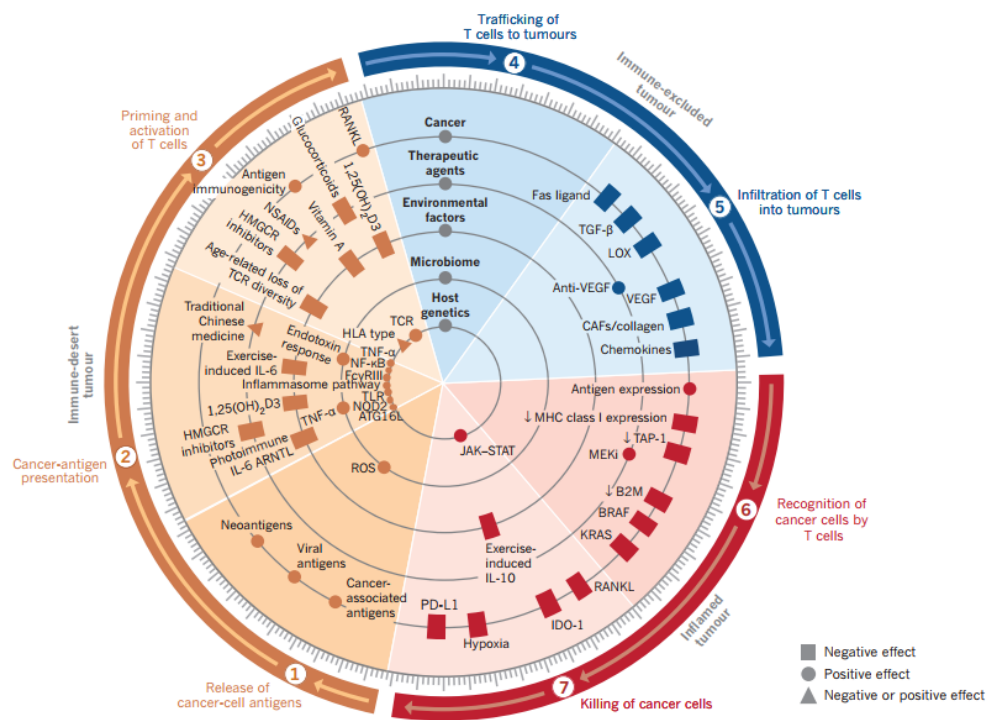 Trafficking of
T cells to tumours
4
Immune-excluded
tumour
Priming and
activation
of T cells
3
5
Infiltration of T cells
into tumours
Cancer
Therapeutic
agents
Environmental
factors
Microbiome
Host
genetics
RANKL
Glucocorticoids
1,25(OH)2D3
Antigen
immunogenicity
NSAIDs
Vitamin A
HMGCR
inhibitors
Age-related loss of
TCR diversity
TCR
HLA type
Fas ligand
TGF-β
LOX
Anti-VEGF
VEGF
CAFs/collagen
Chemokines
Immune-desert
tumour
Traditional
Chinese
medicine
Endotoxin
response
Exercise-
induced IL-6
TNF-α
NF-κB
FcγRIII
Inflammasome pathway
TLR
NOD2
ATG16L
1,25(OH)2D3
TNF-α
HMGCR
inhibitors
Photoimmune
IL-6 ARNTL
Cancer-antigen
presentation
2
ROS
Neoantigens
Viral
antigens
Cancer-
associated
antigens
1
Release of
cancer-cell antigens
Antigen expression
↓MHC class I expression
↓TAP-1
MEKi
↓B2M
BRAF
KRAS
JAK–STAT
6
Recognition of
cancer cells by
T cells
Exercise-
induced
IL-10
RANKL
IDO-1
PD-L1
Hypoxia
Inflamed
tumour
7
Killing of cancer cells
Negative effect
Positive effect
Negative or positive effect